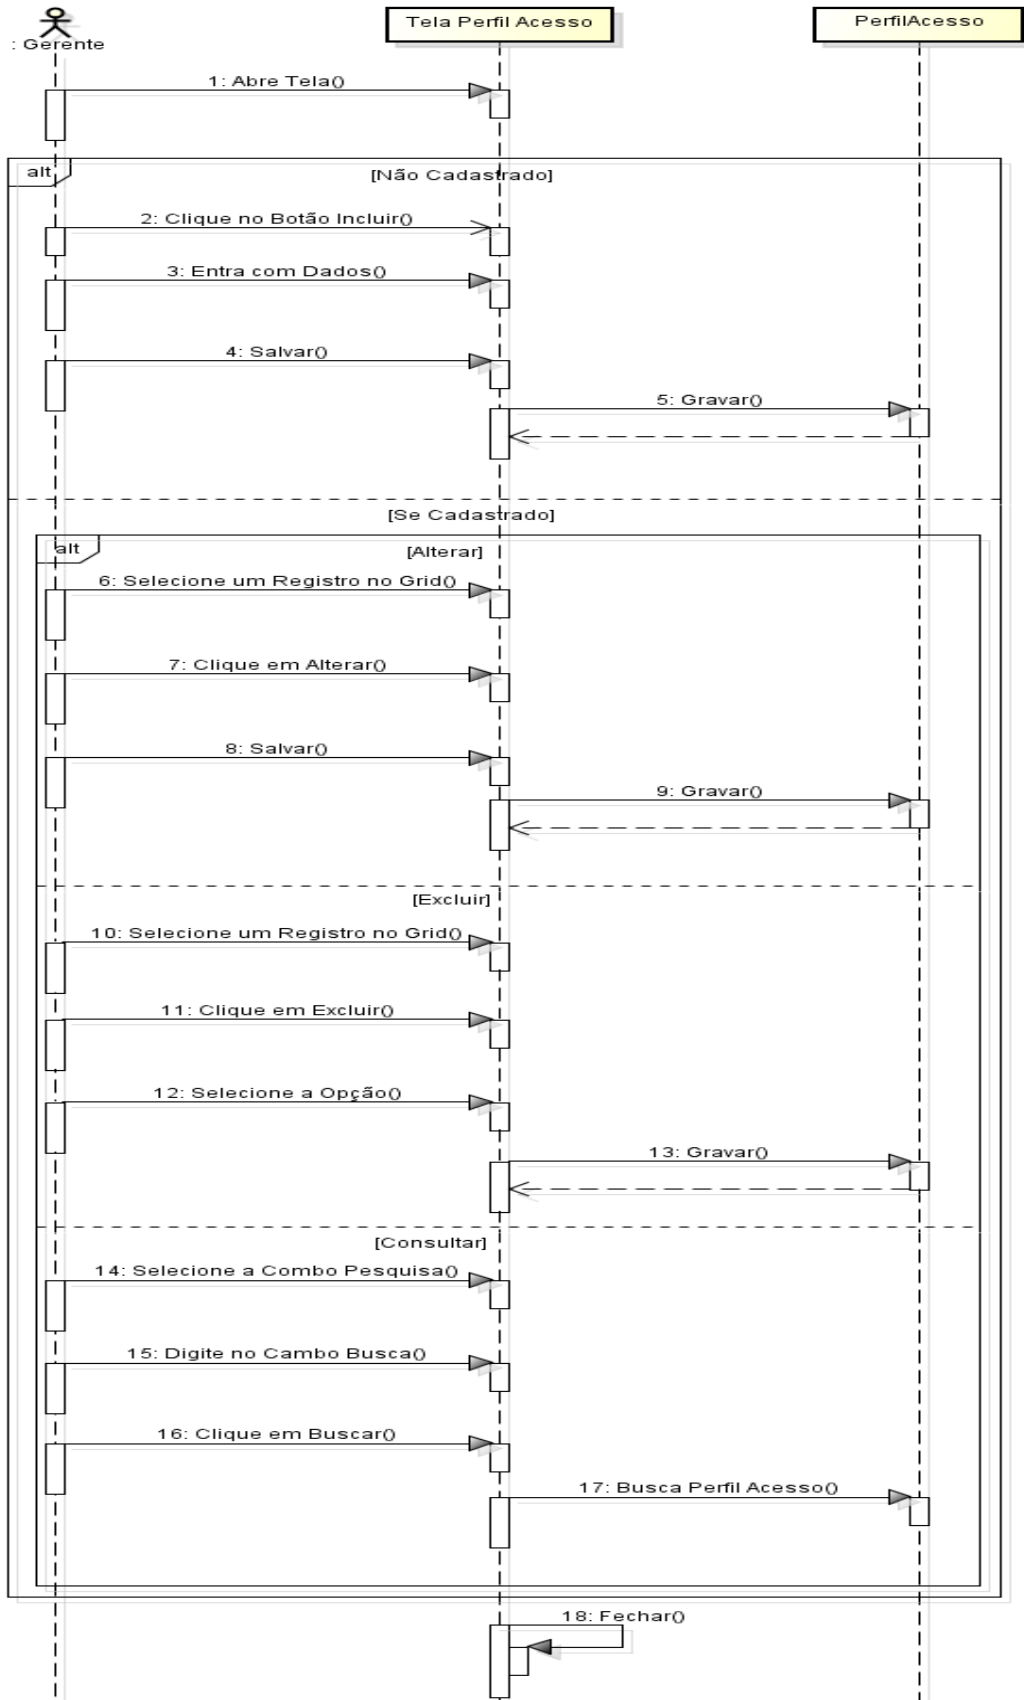 : Gerente
Tela Perfil Acesso
PerfilAcesso
1: Abre Tela()
alt
[Não Cadastrado]
2: Clique no Botão Incluir()
3: Entra com Dados()
4: Salvar()
5: Gravar()
[Se Cadastrado]
alt
[Alterar]
6: Selecione um Registro no Grid()
7: Clique em Alterar()
8: Salvar()
9: Gravar()
[Excluir]
10: Selecione um Registro no Grid()
11: Clique em Excluir()
12: Selecione a Opção()
13: Gravar()
[Consultar]
14: Selecione a Combo Pesquisa()
15: Digite no Cambo Busca()
16: Clique em Buscar()
17: Busca Perfil Acesso()
18: Fechar()